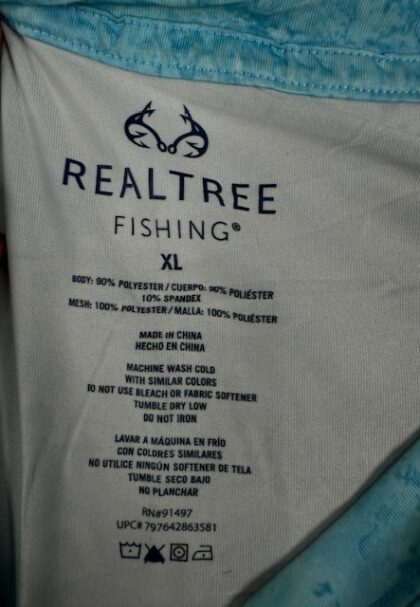 REALTREE
FISHING®
XL
BODY: 90% POLYESTER / CUERPO: 90% POLIÉSTER
10% SPANDEX
MESH: 100% POLYESTER / MALLA: 100% POLIÉSTER
MADE IN CHINA
HECHO EN CHINA
MACHINE WASH COLD
WITH SIMILAR COLORS
DO NOT USE BLEACH OR FABRIC SOFTENER
TUMBLE DRY LOW
DO NOT IRON
LAVAR A MÁQUINA EN FRÍO
CON COLORES SIMILARES
NO UTILICE NINGÚN SOFTENER DE TELA
TUMBLE SECO BAJO
NO PLANCHAR
RN#91497
UPC# 797642863581